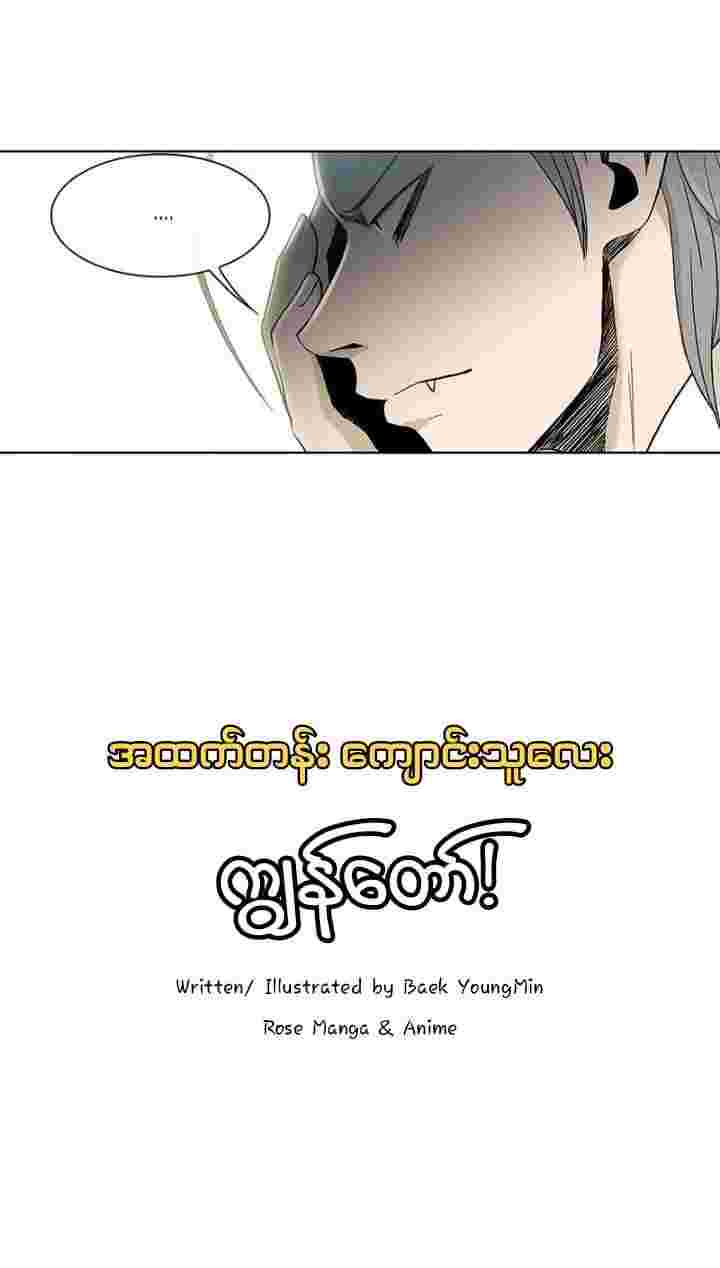 ....
အထက်တန်း ကျောင်းသူလေး
ကျွန်တော်!
Written/ Illustrated by Baek YoungMin
Rose Manga & Anime